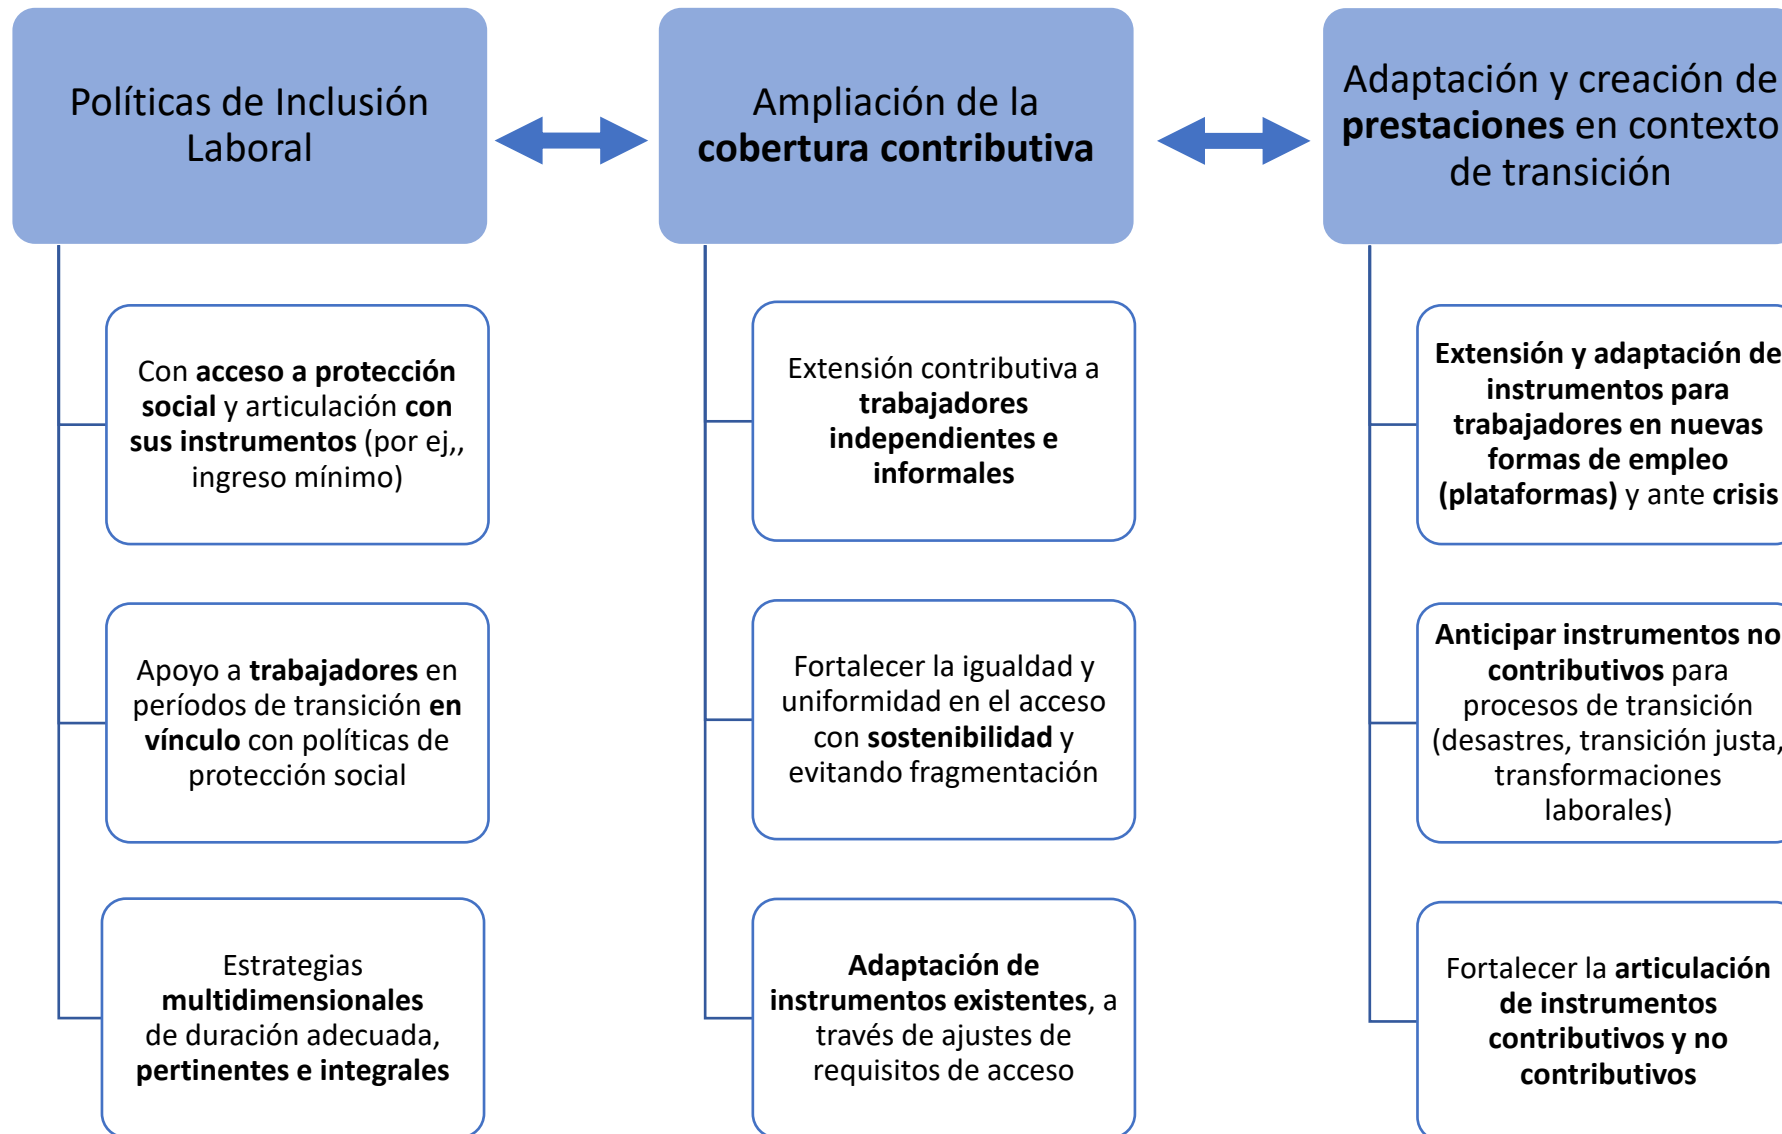 Políticas de Inclusión
Laboral
Con acceso a protección
social y articulación con
sus instrumentos (por ej,,
ingreso mínimo)
Apoyo a trabajadores en
períodos de transición en
vínculo con políticas de
protección social
Estrategias
multidimensionales
de duración adecuada,
pertinentes e integrales
Ampliación de la
cobertura contributiva
Extensión contributiva a
trabajadores
independientes e
informales
Fortalecer la igualdad y
uniformidad en el acceso
con sostenibilidad y
evitando fragmentación
Adaptación de
instrumentos existentes, a
través de ajustes de
requisitos de acceso
Adaptación y creación de
prestaciones en contexto
de transición
Extensión y adaptación de
instrumentos para
trabajadores en nuevas
formas de empleo
(plataformas) y ante crisis
Anticipar instrumentos no
contributivos para
procesos de transición
(desastres, transición justa,
transformaciones
laborales)
Fortalecer la articulación
de instrumentos
contributivos y no
contributivos